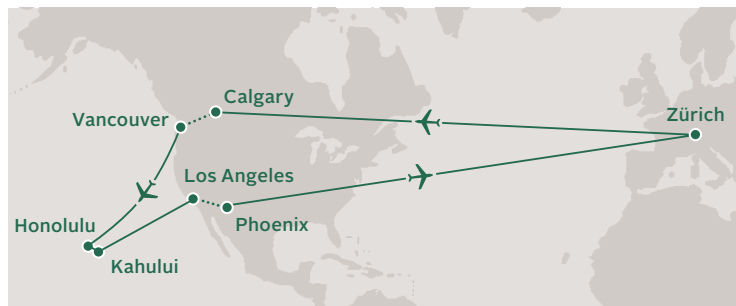 Calgary
Vancouver
Zürich
Los Angeles
Honolulu
Phoenix
Kahului